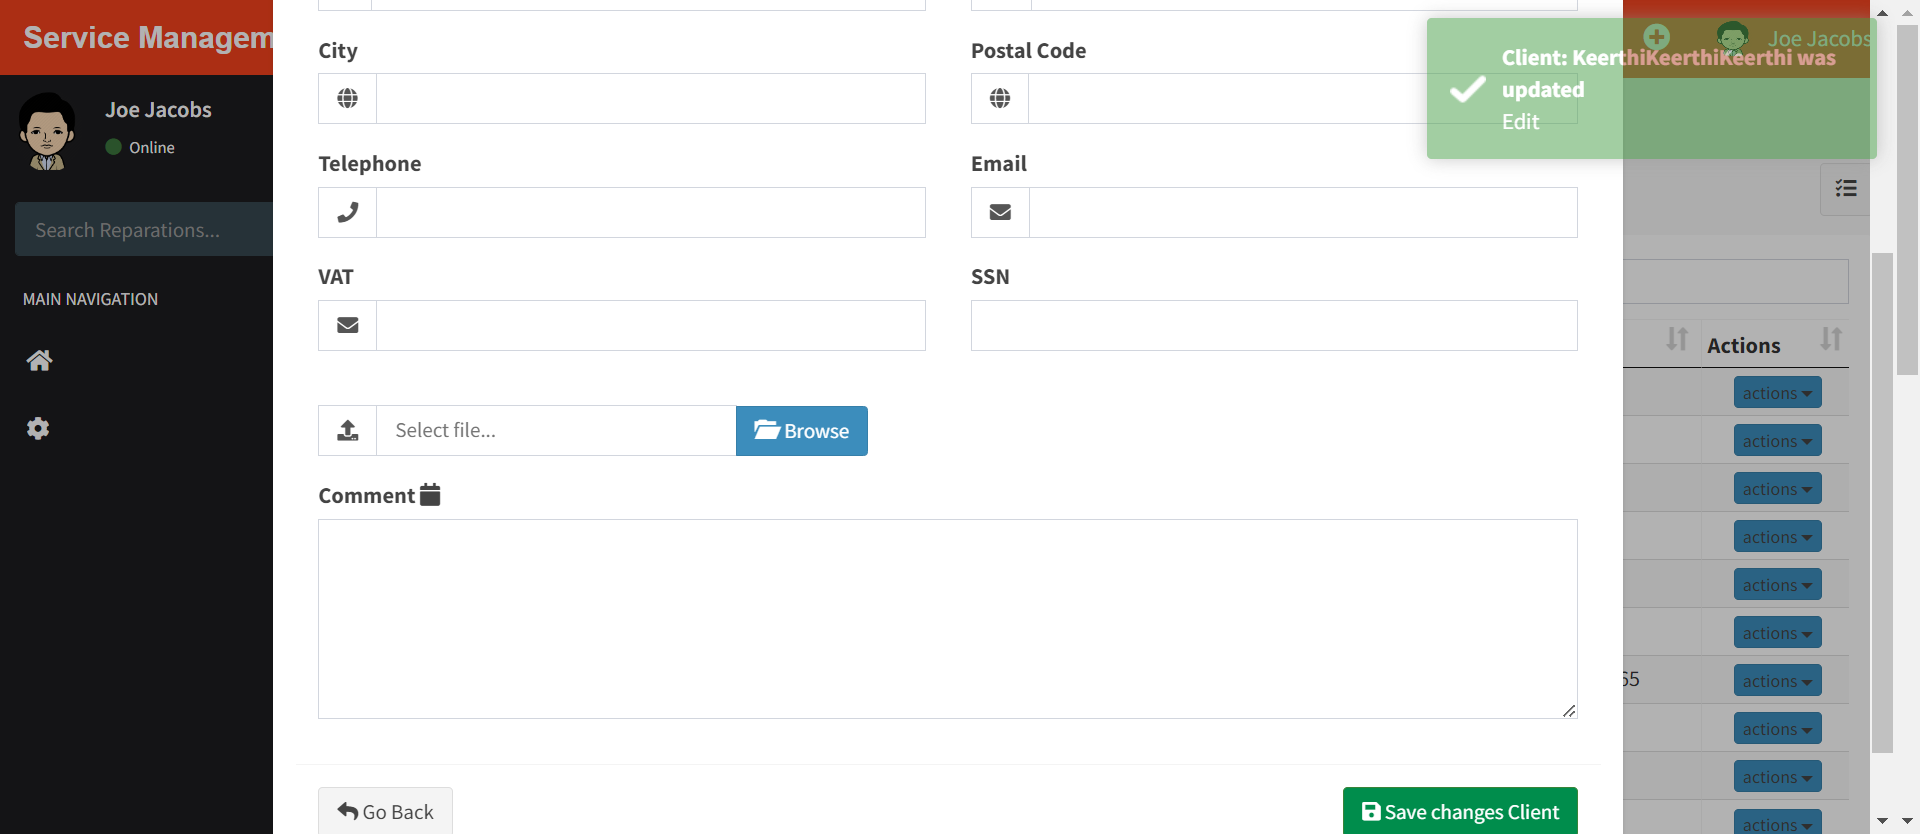 Service Managem
Joe Jacobs
Joe Jacobs
Online
Search Reparations...
MAIN NAVIGATION
City
Postal Code
Telephone
Email
VAT
SSN
Select file...
Browse
Comment
Go Back
Save changes Client
Client: KeerthiKeerthiKeerthi was
updated
Edit
Actions
actions
actions
actions
actions
actions
actions
65 actions
actions
actions
actions